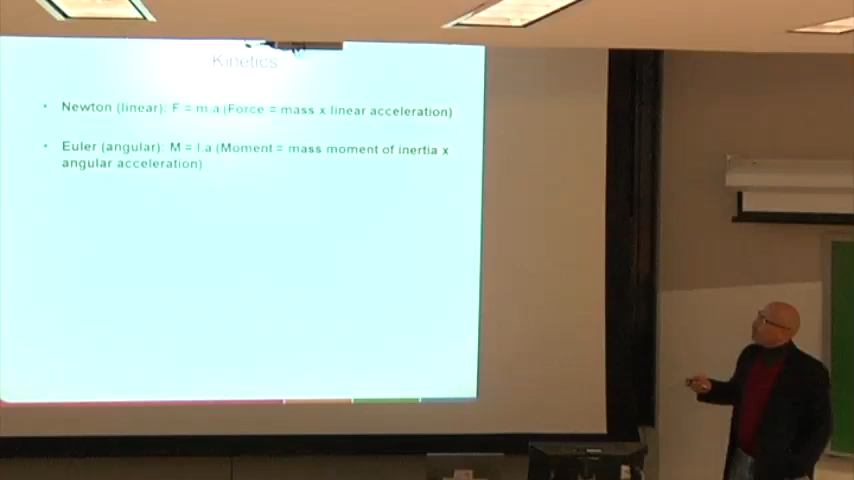 Kinetics
• Newton (linear): F = m.a (Force = mass x linear acceleration)
• Euler (angular): M = I.a (Moment = mass moment of inertia x
angular acceleration)